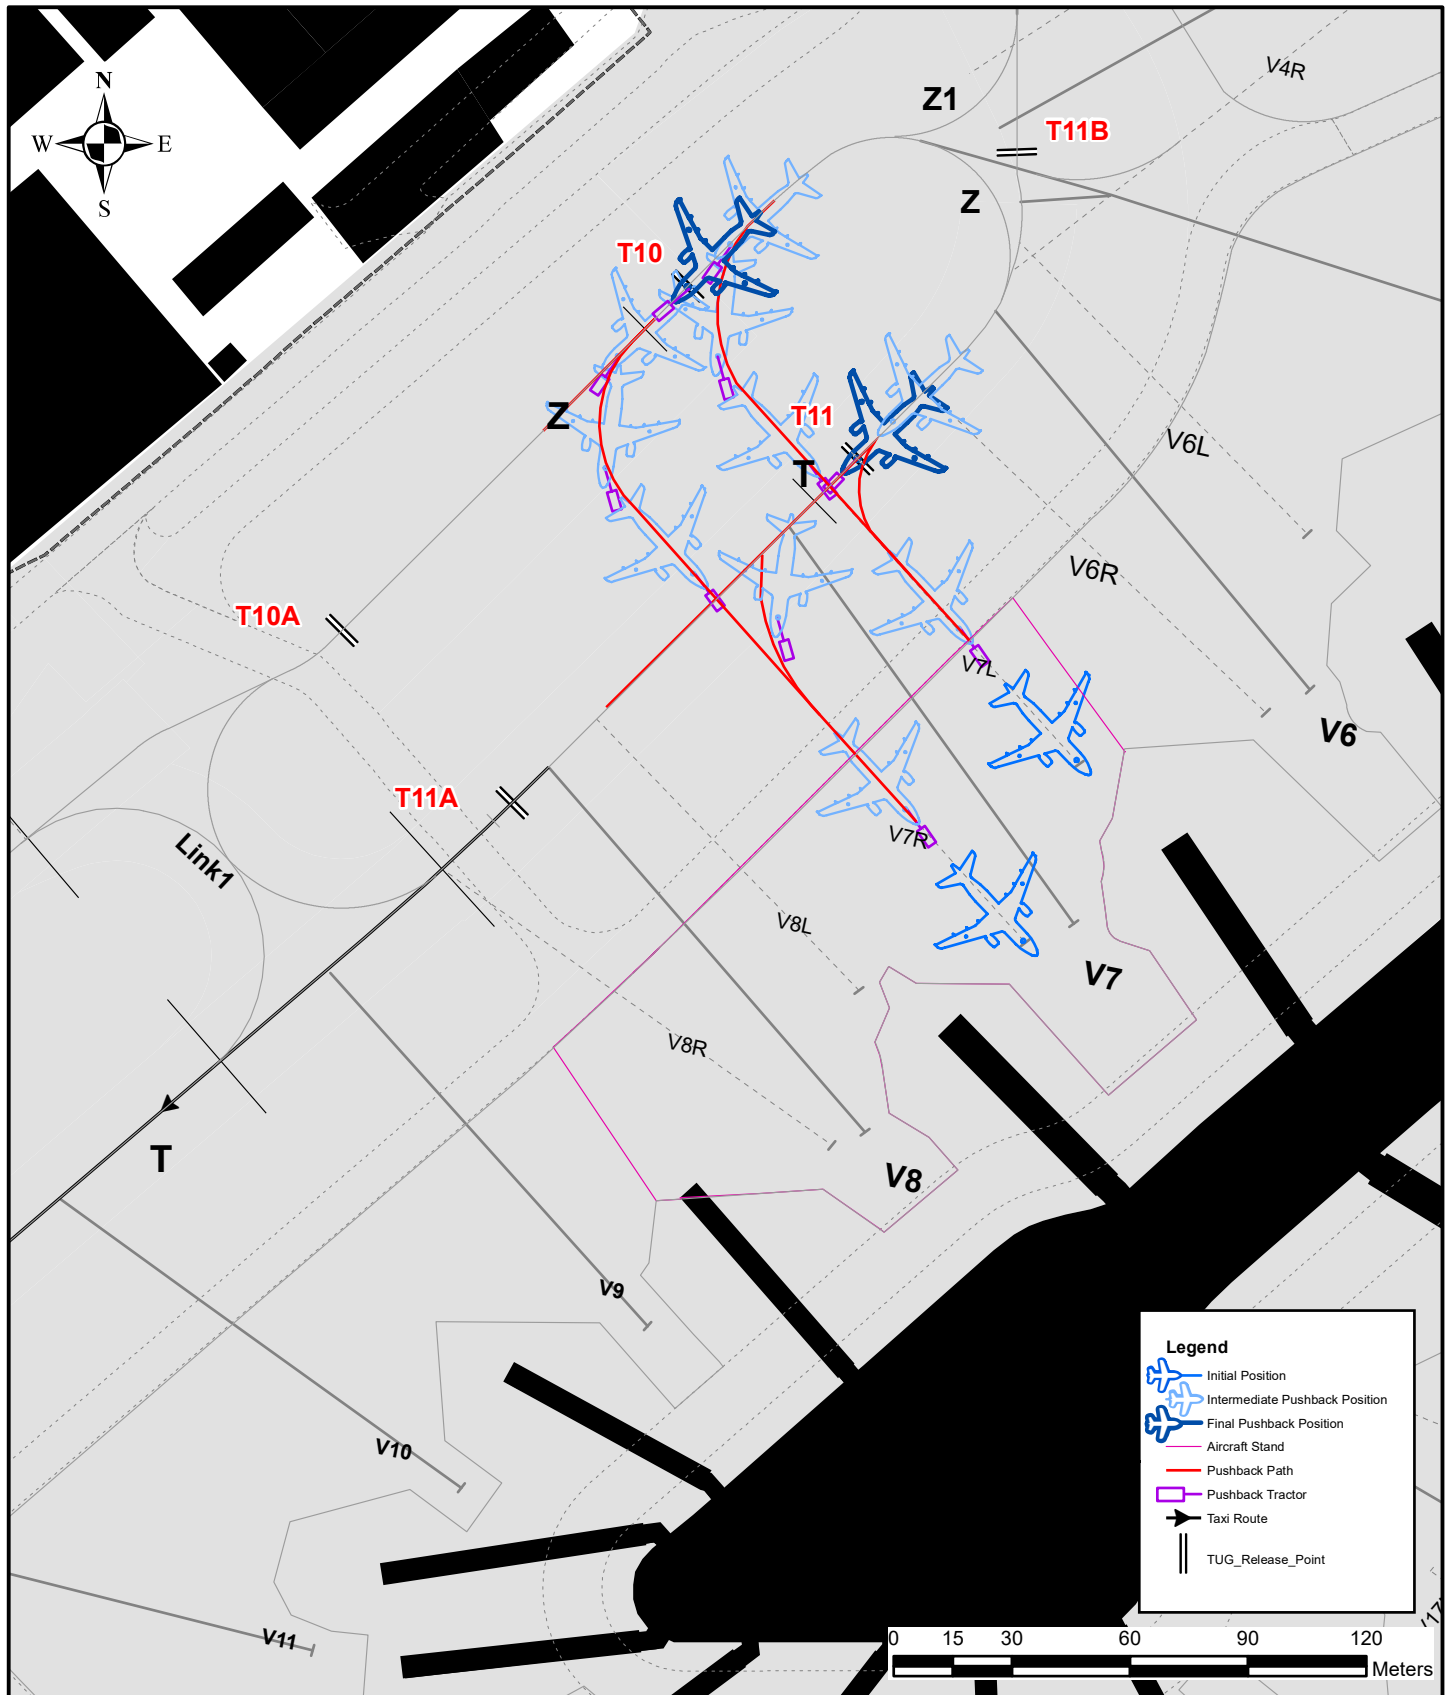 V4R
N
Z1
T11B
W
E
S
Z
T10
Z
T11
V6L
T
V6R
T10A
V7L
V6
T11A
V7R
Link1
V8L
V7
V8R
T
V8
V9
Legend
Initial Position
Intermediate Pushback Position
Final Pushback Position
Aircraft Stand
V10
Pushback Path
Pushback Tractor
Taxi Route
TUG_Release_Point
V11
0 15 30 60 90 120
Meters